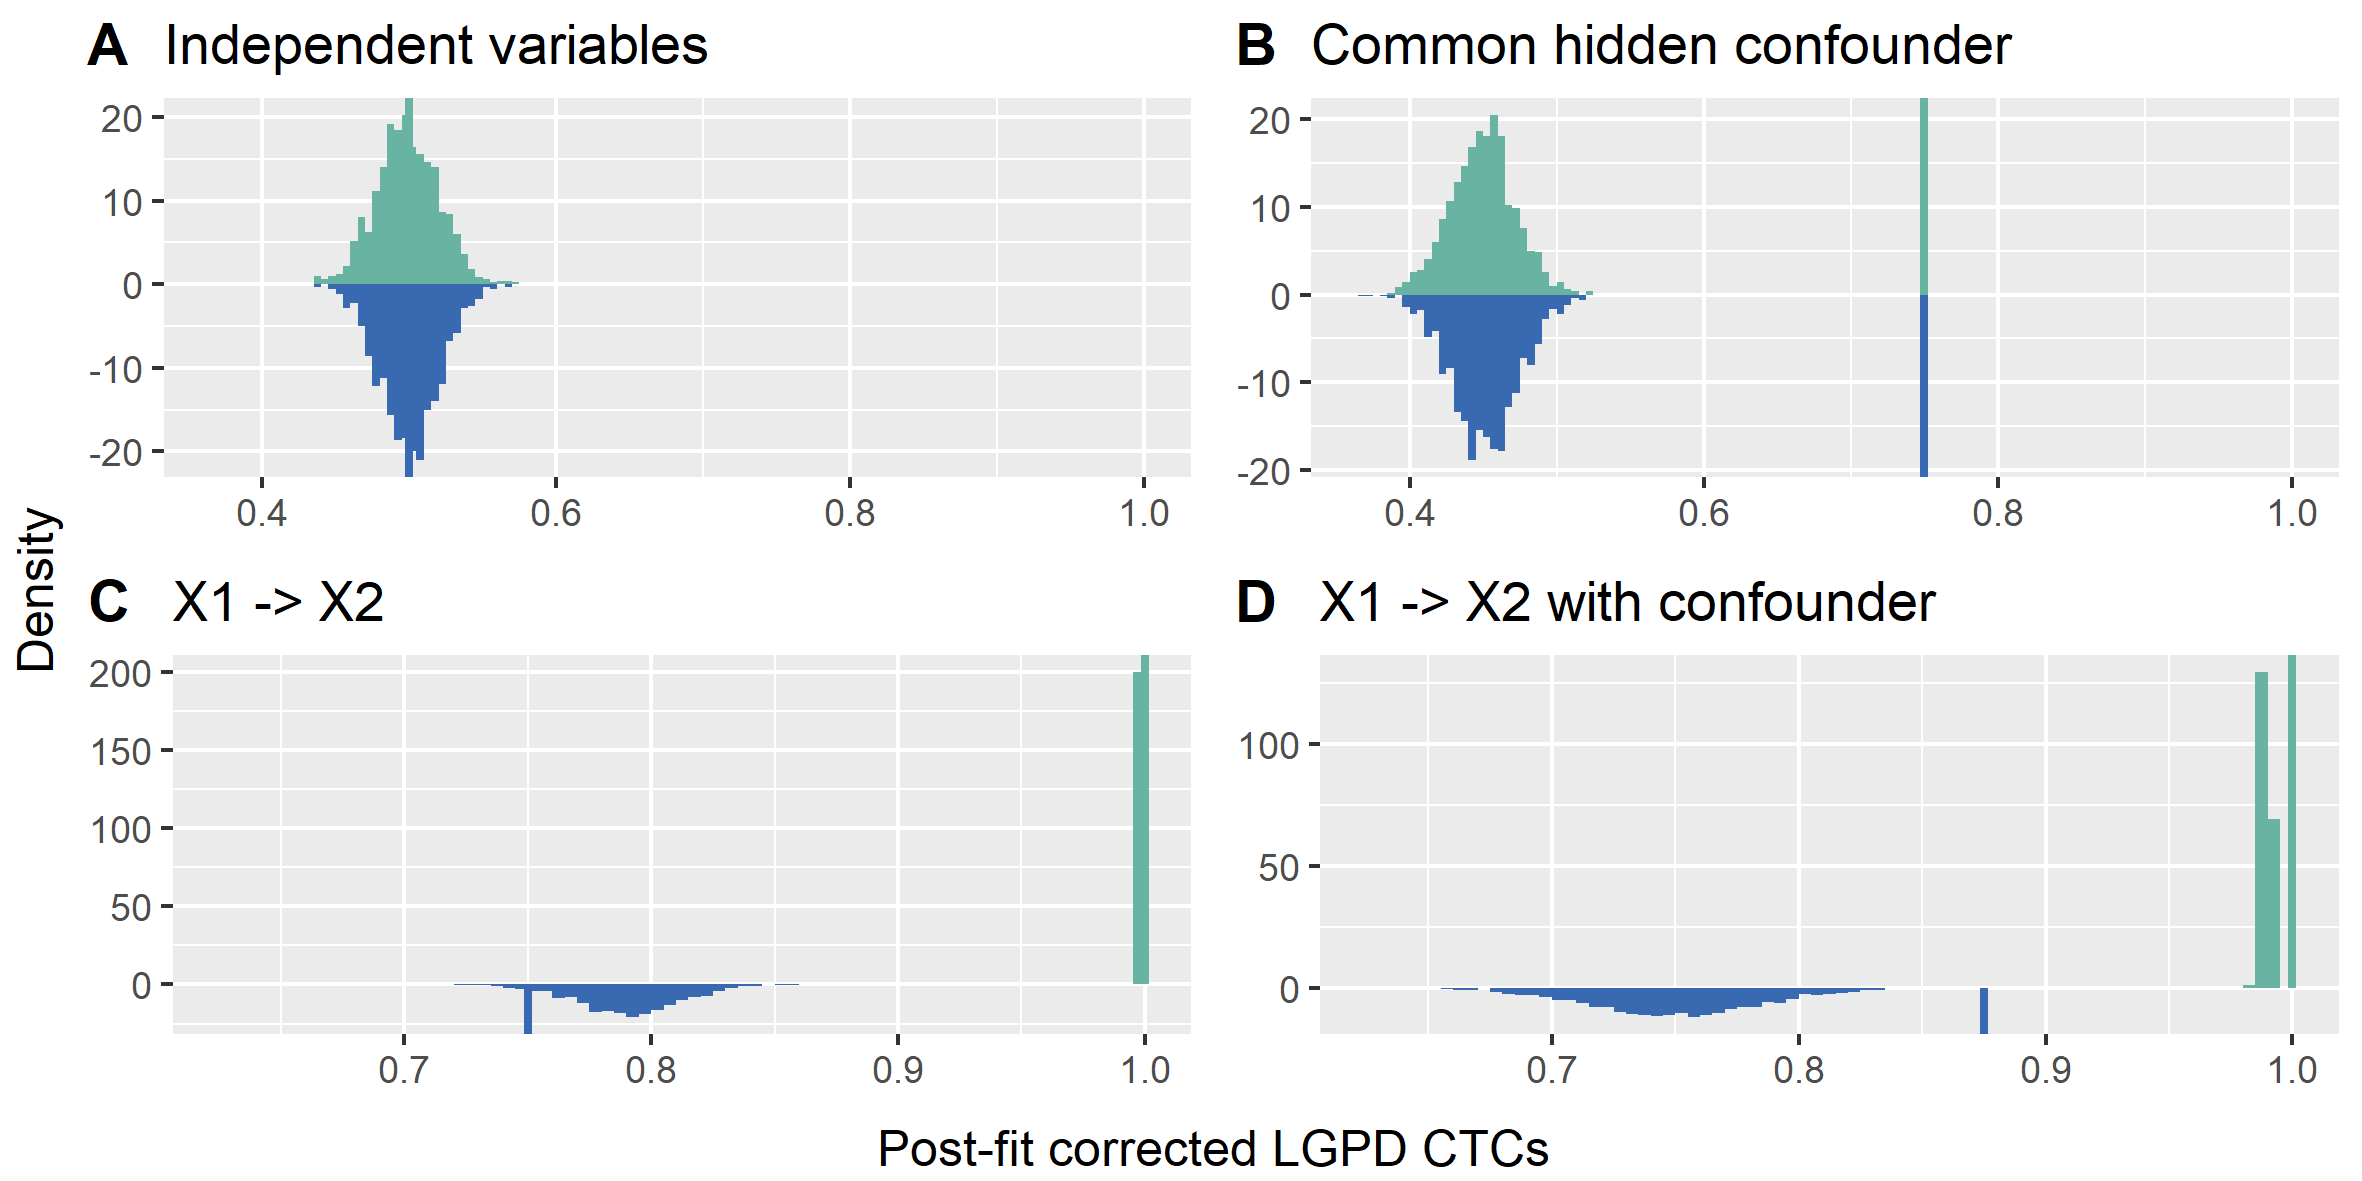 A Independent variables
B Common hidden confounder
20
10
0
-10
-20
0.4 0.6 0.8 1.0
20
10
0
-10
-20
0.4 0.6 0.8 1.0
Density
C X1 -> X2
D X1 -> X2 with confounder
200
150
100
50
0
0.7 0.8 0.9 1.0
100
50
0
0.7 0.8 0.9 1.0
Post-fit corrected LGPD CTCs